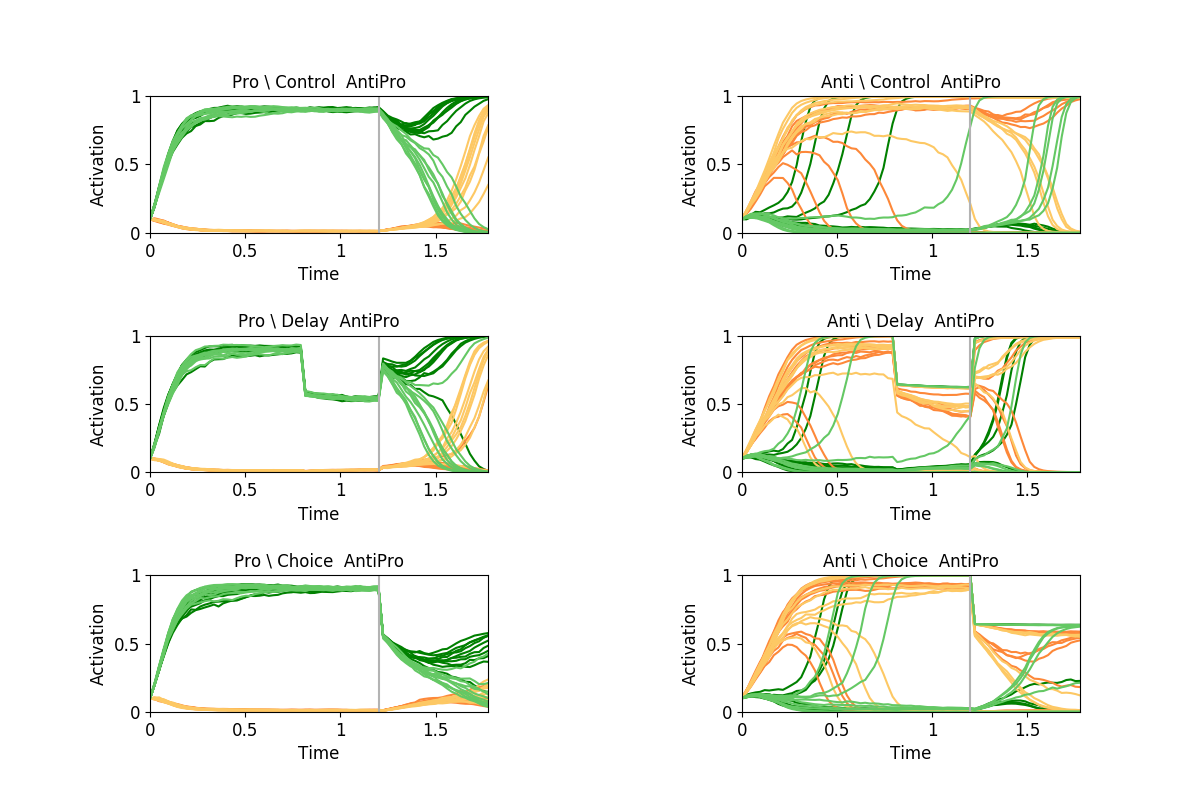 Pro \ Control  AntiPro
Activation
1
0.5
0
0
0.5
1
1.5
Time
Anti \ Control  AntiPro
Activation
1
0.5
0
0
0.5
1
1.5
Time
Pro \ Delay  AntiPro
Activation
1
0.5
0
0
0.5
1
1.5
Time
Anti \ Delay  AntiPro
Activation
1
0.5
0
0
0.5
1
1.5
Time
Pro \ Choice  AntiPro
Activation
1
0.5
0
0
0.5
1
1.5
Time
Anti \ Choice  AntiPro
Activation
1
0.5
0
0
0.5
1
1.5
Time